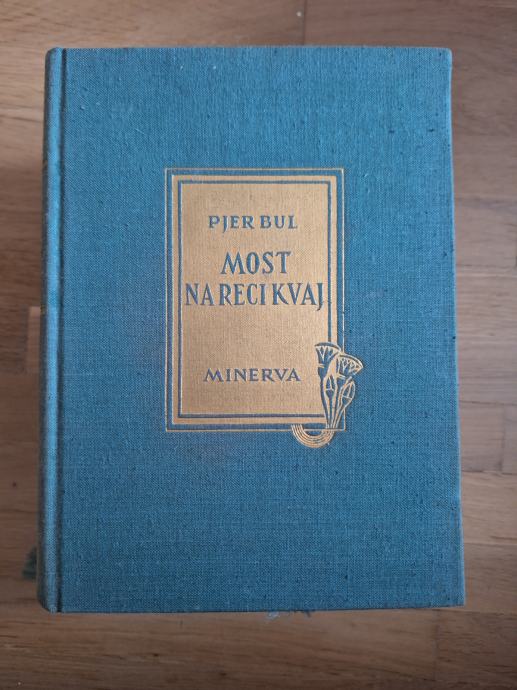 PJER BUL
MOST
NA RECI KVAJ
MINERVA